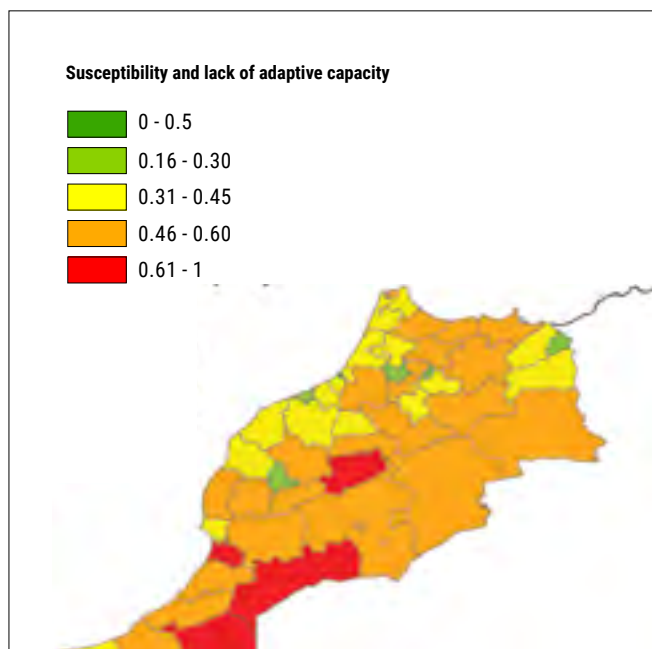 Susceptibility and lack of adaptive capacity
0 - 0.5
0.16 - 0.30
0.31 - 0.45
0.46 - 0.60
0.61 - 1